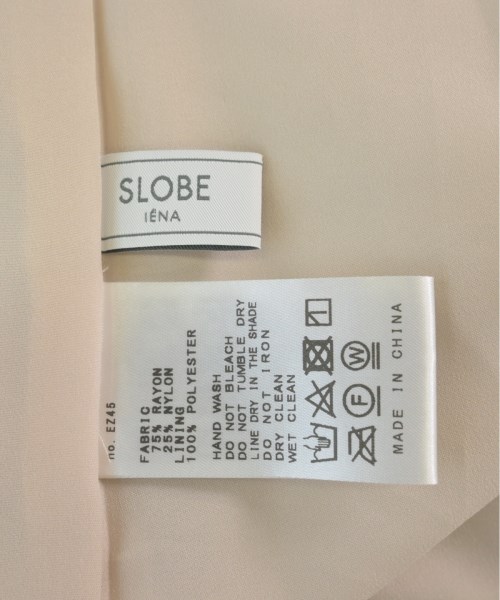 SLOBE
IÊNA
no. EZ45
FABRIC
75% RAYON
25% NYLON
LINING
100% POLYESTER
HAND WASH
DO NOT BLEACH
DO NOT TUMBLE DRY
LINE DRY IN THE SHADE
DO NOT IRON
DRY CLEAN
WET CLEAN
F
W
MADE IN CHINA